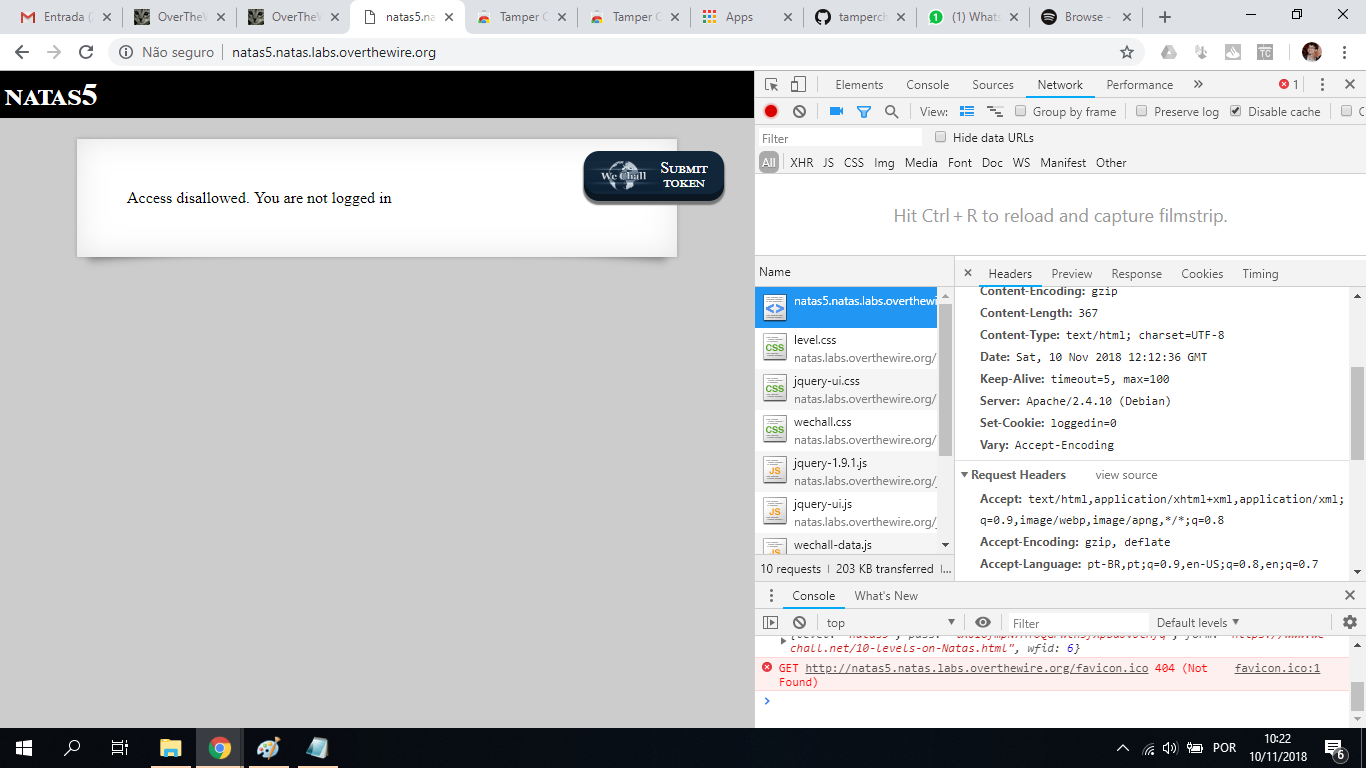 Entrada (
OverTheW
OverTheW
natas5.na
Tamper C
Tamper C
Apps
tamperch
(1) Whats
Browse -
Não seguro
natas5.natas.labs.overthewire.org
NATAS5
Access disallowed. You are not logged in
We Chall
SUBMIT
TOKEN
Elements Console Sources Network Performance » 1
View: Group by frame Preserve log Disable cache
Filter Hide data URLs
All XHR JS CSS Img Media Font Doc WS Manifest Other
Hit Ctrl + R to reload and capture filmstrip.
Name
natas5.natas.labs.overthewi
level.css
natas.labs.overthewire.org/
jquery-ui.css
natas.labs.overthewire.org/
wechall.css
natas.labs.overthewire.org/
jquery-1.9.1.js
natas.labs.overthewire.org/
jquery-ui.js
natas.labs.overthewire.org/
wechall-data.js
10 requests | 203 KB transferred
× Headers Preview Response Cookies Timing
Content-Encoding: gzip
Content-Length: 367
Content-Type: text/html; charset=UTF-8
Date: Sat, 10 Nov 2018 12:12:36 GMT
Keep-Alive: timeout=5, max=100
Server: Apache/2.4.10 (Debian)
Set-Cookie: loggedin=0
Vary: Accept-Encoding
Request Headers view source
Accept: text/html,application/xhtml+xml,application/xml;
q=0.9,image/webp,image/apng,*/*;q=0.8
Accept-Encoding: gzip, deflate
Accept-Language: pt-BR,pt;q=0.9,en-US;q=0.8,en;q=0.7
Console What's New
top Filter Default levels
chall.net/10-levels-on-Natas.html", wfid: 6}
GET http://natas5.natas.labs.overthewire.org/favicon.ico 404 (Not favicon.ico:1
Found)
POR
10:22
10/11/2018
6